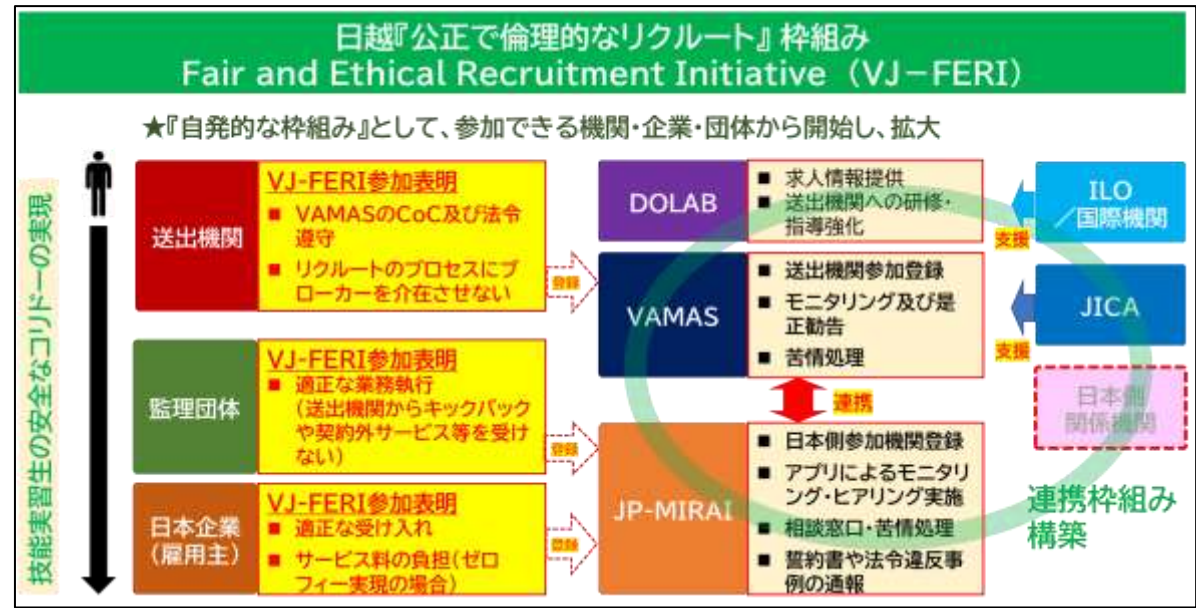 日越『公正で倫理的なリクルート』枠組み
Fair and Ethical Recruitment Initiative（VJ－FERI）
★『自発的な枠組み』として、参加できる機関・企業・団体から開始し、拡大
技能実習生の安全なコリドーの実現
送出機関
VJ-FERI参加表明
■ VAMASのCoC及び法令
遵守
■ リクルートのプロセスにブ
ローカーを介在させない
登録
監理団体
VJ-FERI参加表明
■ 適正な業務執行
（送出機関からキックバック
や契約外サービス等を受け
ない）
登録
日本企業
（雇用主）
VJ-FERI参加表明
■ 適正な受け入れ
■ サービス料の負担（ゼロ
フィー実現の場合）
登録
DOLAB
■ 求人情報提供
■ 送出機関への研修・
指導強化
VAMAS
■ 送出機関参加登録
■ モニタリング及び是
正勧告
■ 苦情処理
連携
JP-MIRAI
■ 日本側参加機関登録
■ アプリによるモニタリ
ング・ヒアリング実施
■ 相談窓口・苦情処理
■ 誓約書や法令違反事
例の通報
ILO
／国際機関
支援
JICA
支援
日本側
関係機関
連携枠組み
構築